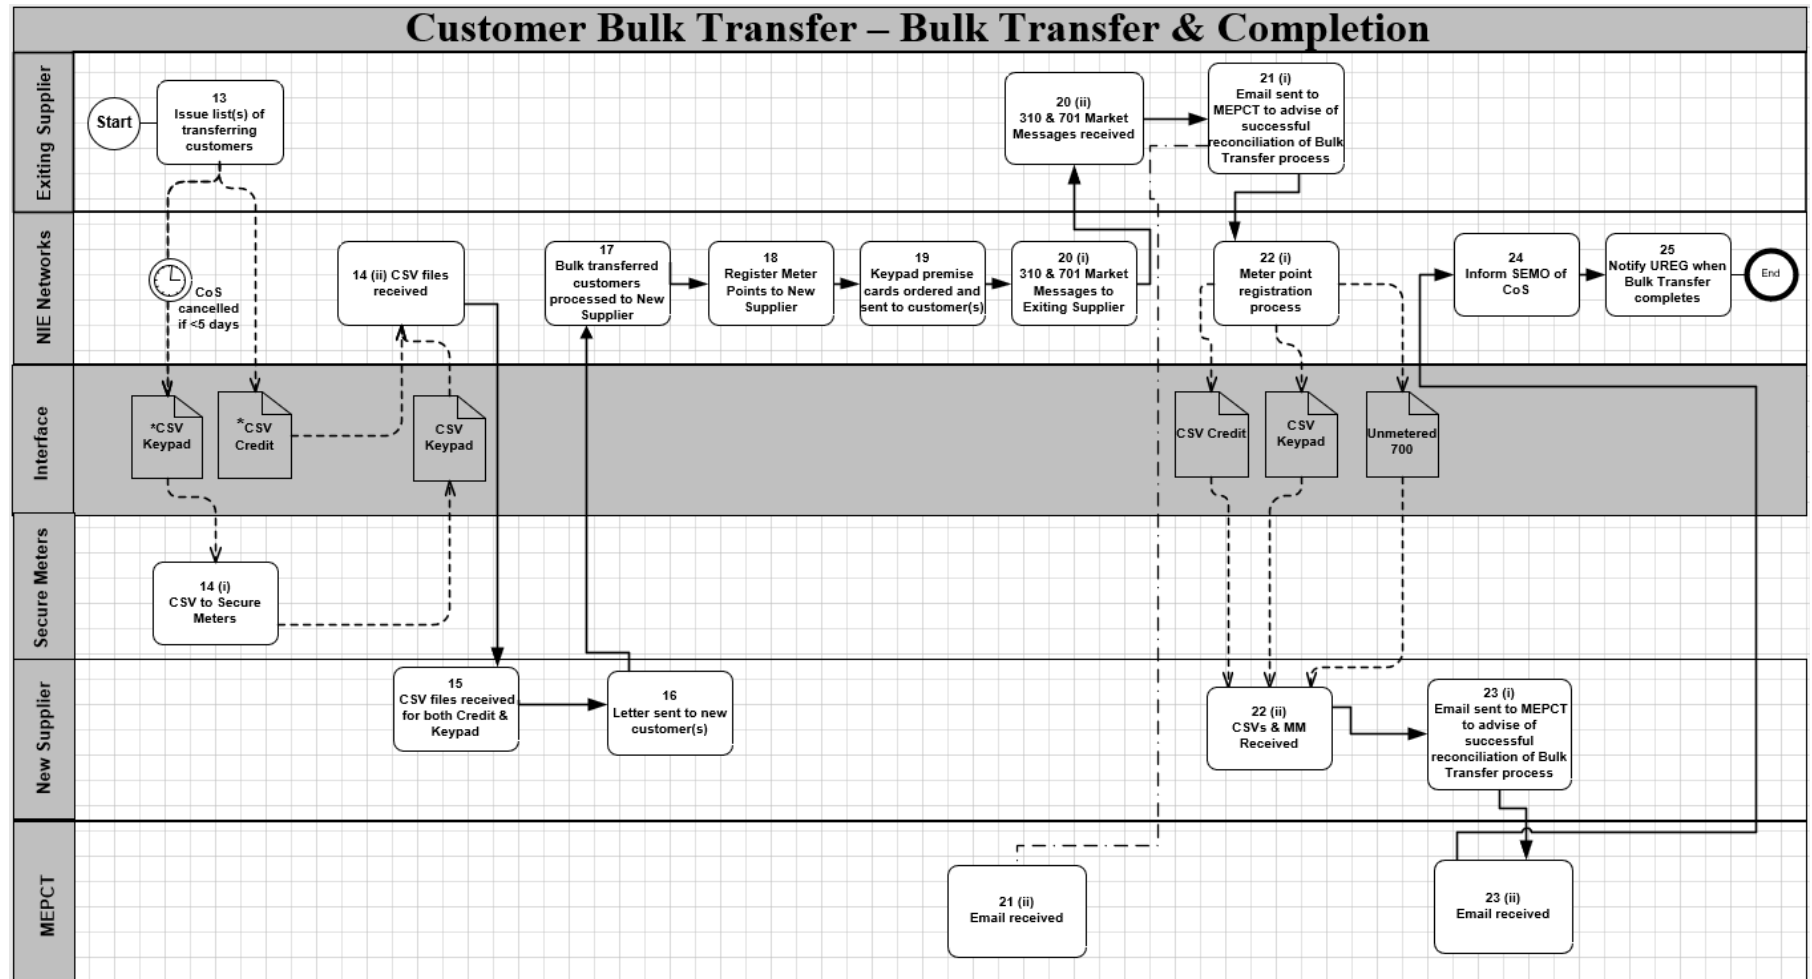 Customer Bulk Transfer – Bulk Transfer & Completion
Exiting Supplier
Start
13
Issue list(s) of
transferring
customers
20 (ii)
310 & 701 Market
Messages received
21 (i)
Email sent to
MEPCT to advise of
successful
reconciliation of Bulk
Transfer process
NIE Networks
CoS
cancelled
if <5 days
14 (ii) CSV files
received
17
Bulk transferred
customers
processed to New
Supplier
18
Register Meter
Points to New
Supplier
19
Keypad premise
cards ordered and
sent to customer(s)
20 (i)
310 & 701 Market
Messages to
Exiting Supplier
22 (i)
Meter point
registration
process
24
Inform SEMO of
CoS
25
Notify UREG when
Bulk Transfer
completes
End
Interface
*CSV
Keypad
*CSV
Credit
CSV
Keypad
CSV Credit
CSV
Keypad
Unmetered
700
Secure Meters
14 (i)
CSV to Secure
Meters
New Supplier
15
CSV files received
for both Credit &
Keypad
16
Letter sent to new
customer(s)
22 (ii)
CSVs & MM
Received
23 (i)
Email sent to MEPCT
to advise of
successful
reconciliation of Bulk
Transfer process
MEPCT
21 (ii)
Email received
23 (ii)
Email received